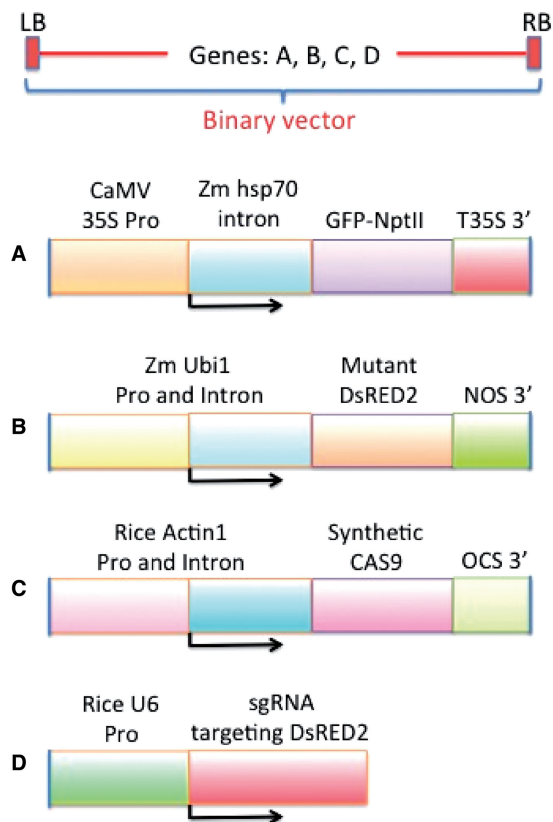 LB
RB
Genes: A, B, C, D
Binary vector
CaMV
35S Pro
Zm hsp70
intron
GFP-NptII
T35S 3’
A
Zm Ubi1
Pro and Intron
Mutant
DsRED2
NOS 3’
B
Rice Actin1
Pro and Intron
Synthetic
CAS9
OCS 3’
C
Rice U6
Pro
sgRNA
targeting DsRED2
D